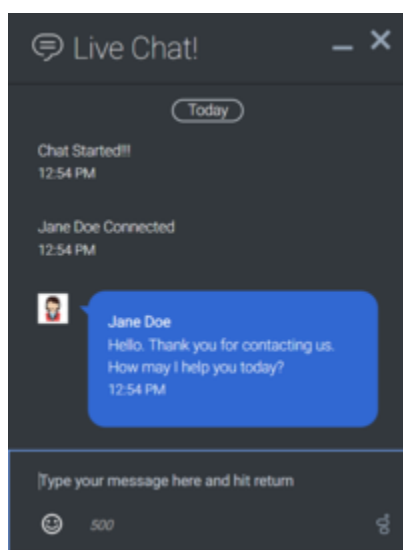 Live Chat!
Today
Chat Started!!!
12:54 PM
Jane Doe Connected
12:54 PM
Jane Doe
Hello. Thank you for contacting us.
How may I help you today?
12:54 PM
Type your message here and hit return
500